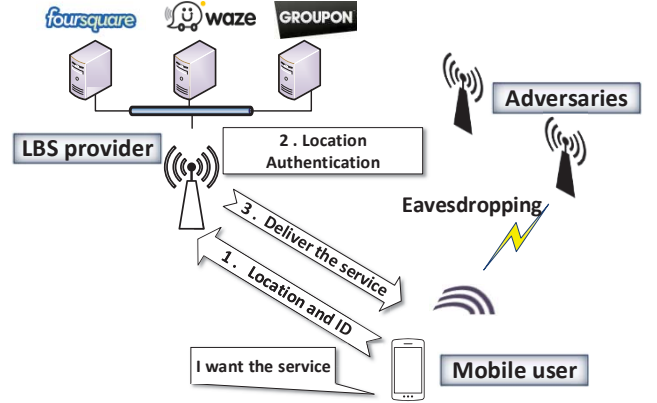 foursquare
waze
GROUPON
Adversaries
LBS provider
2 . Location
Authentication
Eavesdropping
3. Deliver the service
1. Location and ID
I want the service
Mobile user